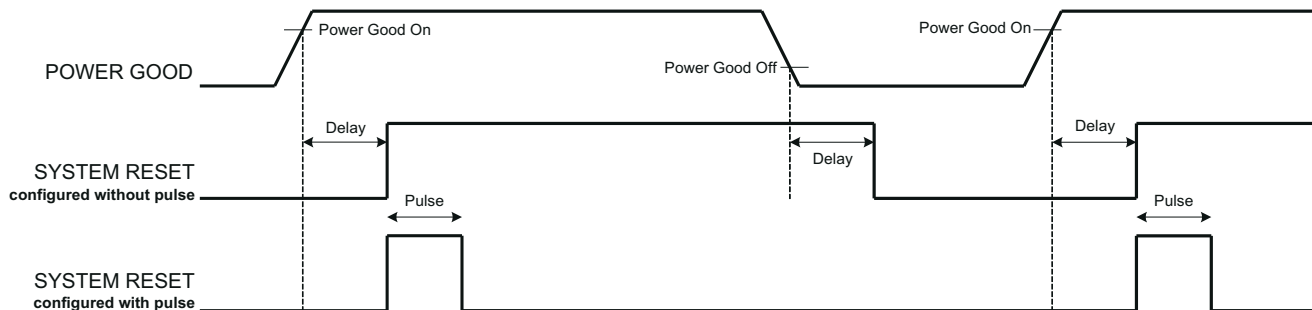 Power Good On
Power Good On
POWER GOOD
Power Good Off
Delay
Delay
Delay
SYSTEM RESET
configured without pulse
Pulse
Pulse
SYSTEM RESET
configured with pulse